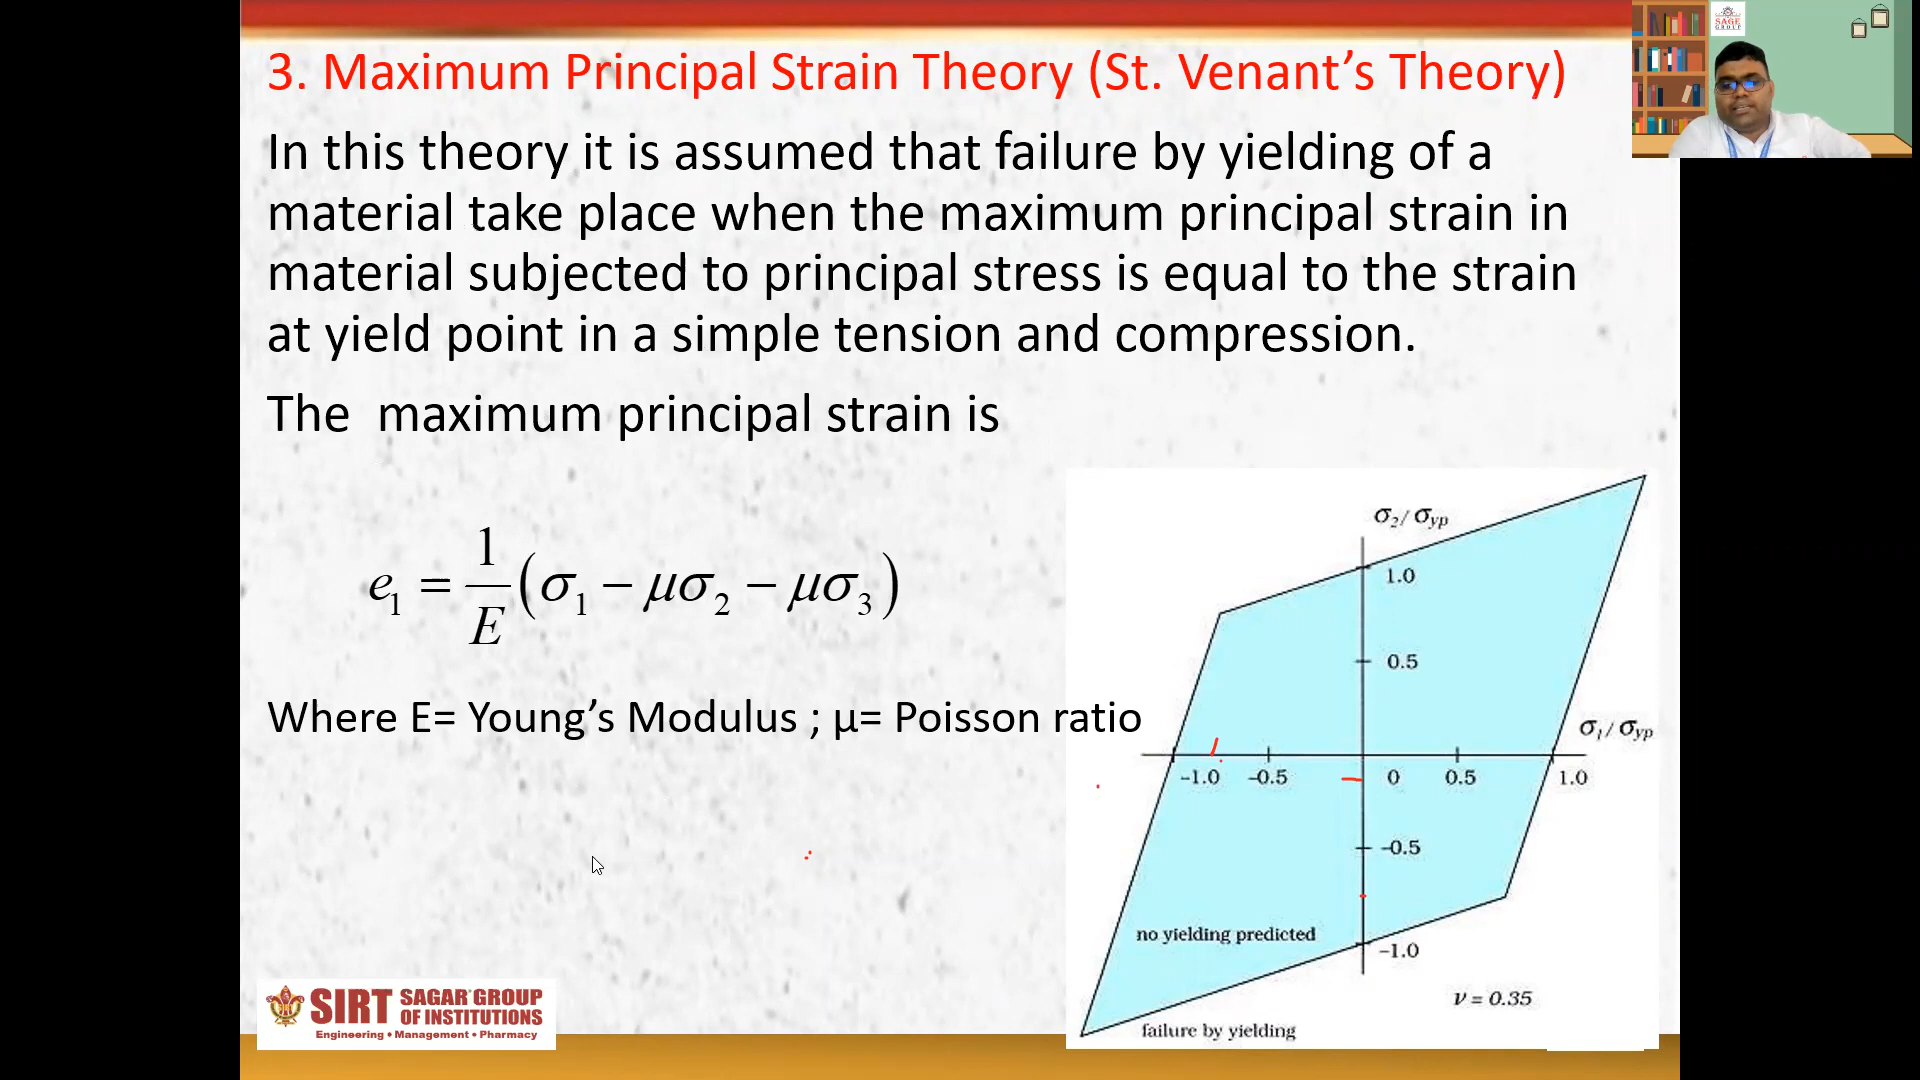 3. Maximum Principal Strain Theory (St. Venant’s Theory)
In this theory it is assumed that failure by yielding of a
material take place when the maximum principal strain in
material subjected to principal stress is equal to the strain
at yield point in a simple tension and compression.
The maximum principal strain is
e₁ = 1/E (σ₁ − μσ₂ − μσ₃)
Where E= Young’s Modulus ; μ= Poisson ratio
σ₂/σyp
1.0
0.5
σ₁/σyp
−1.0 −0.5 0 0.5 1.0
−0.5
no yielding predicted
−1.0
ν = 0.35
failure by yielding
SIRT SAGAR GROUP
OF INSTITUTIONS
Engineering • Management • Pharmacy
SAGE
GROUP